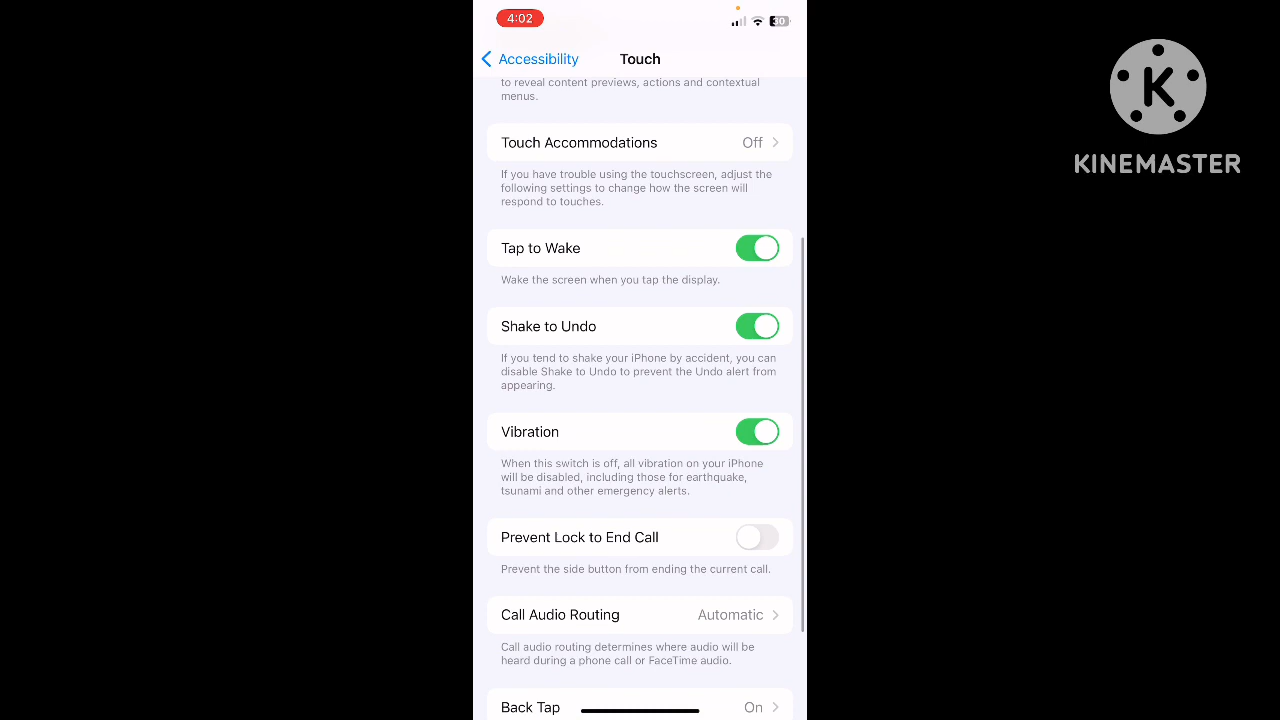 4:02
30
Accessibility
Touch
to reveal content previews, actions and contextual
menus.
Touch Accommodations
Off
If you have trouble using the touchscreen, adjust the
following settings to change how the screen will
respond to touches.
Tap to Wake
Wake the screen when you tap the display.
Shake to Undo
If you tend to shake your iPhone by accident, you can
disable Shake to Undo to prevent the Undo alert from
appearing.
Vibration
When this switch is off, all vibration on your iPhone
will be disabled, including those for earthquake,
tsunami and other emergency alerts.
Prevent Lock to End Call
Prevent the side button from ending the current call.
Call Audio Routing
Automatic
Call audio routing determines where audio will be
heard during a phone call or FaceTime audio.
Back Tap
On
K
KINEMASTER